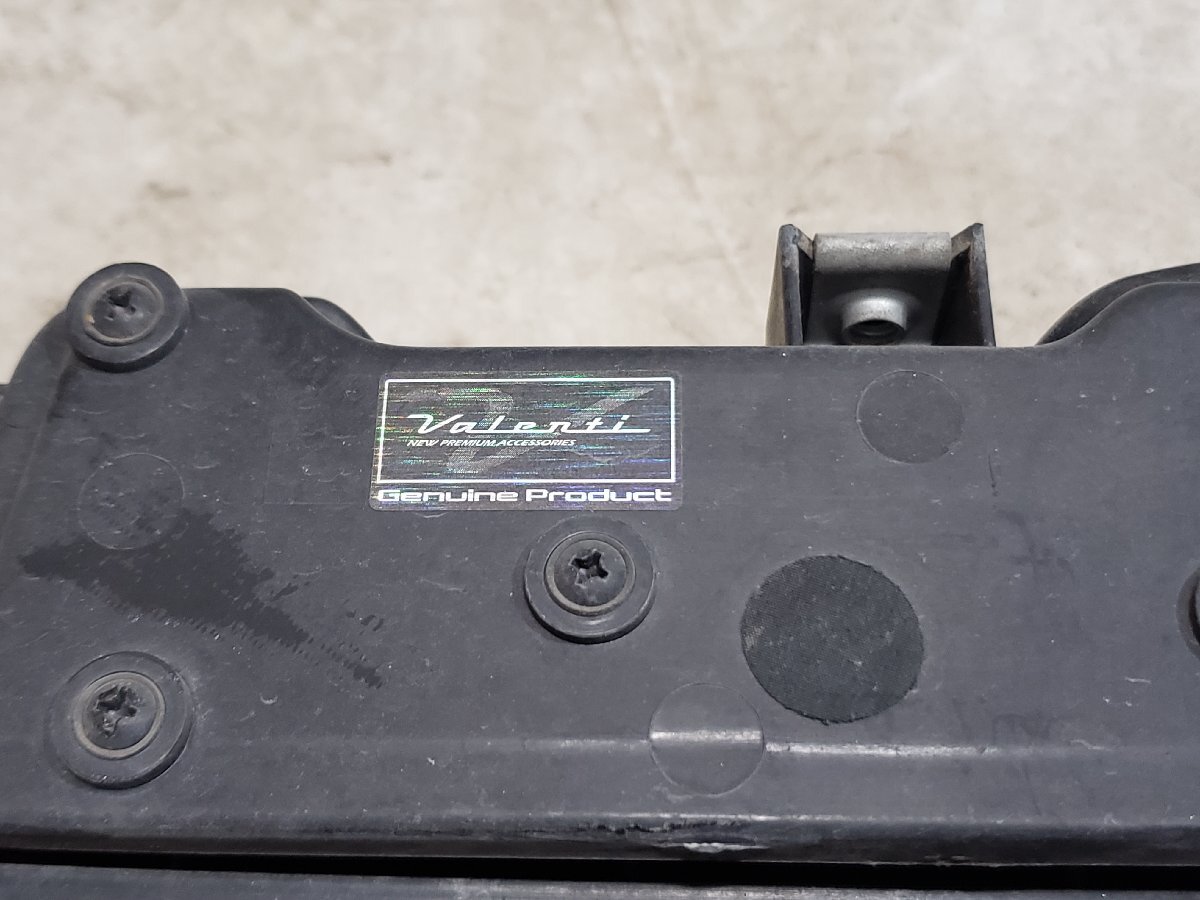 Valenti
NEW PREMIUM ACCESSORIES
Genuine Product